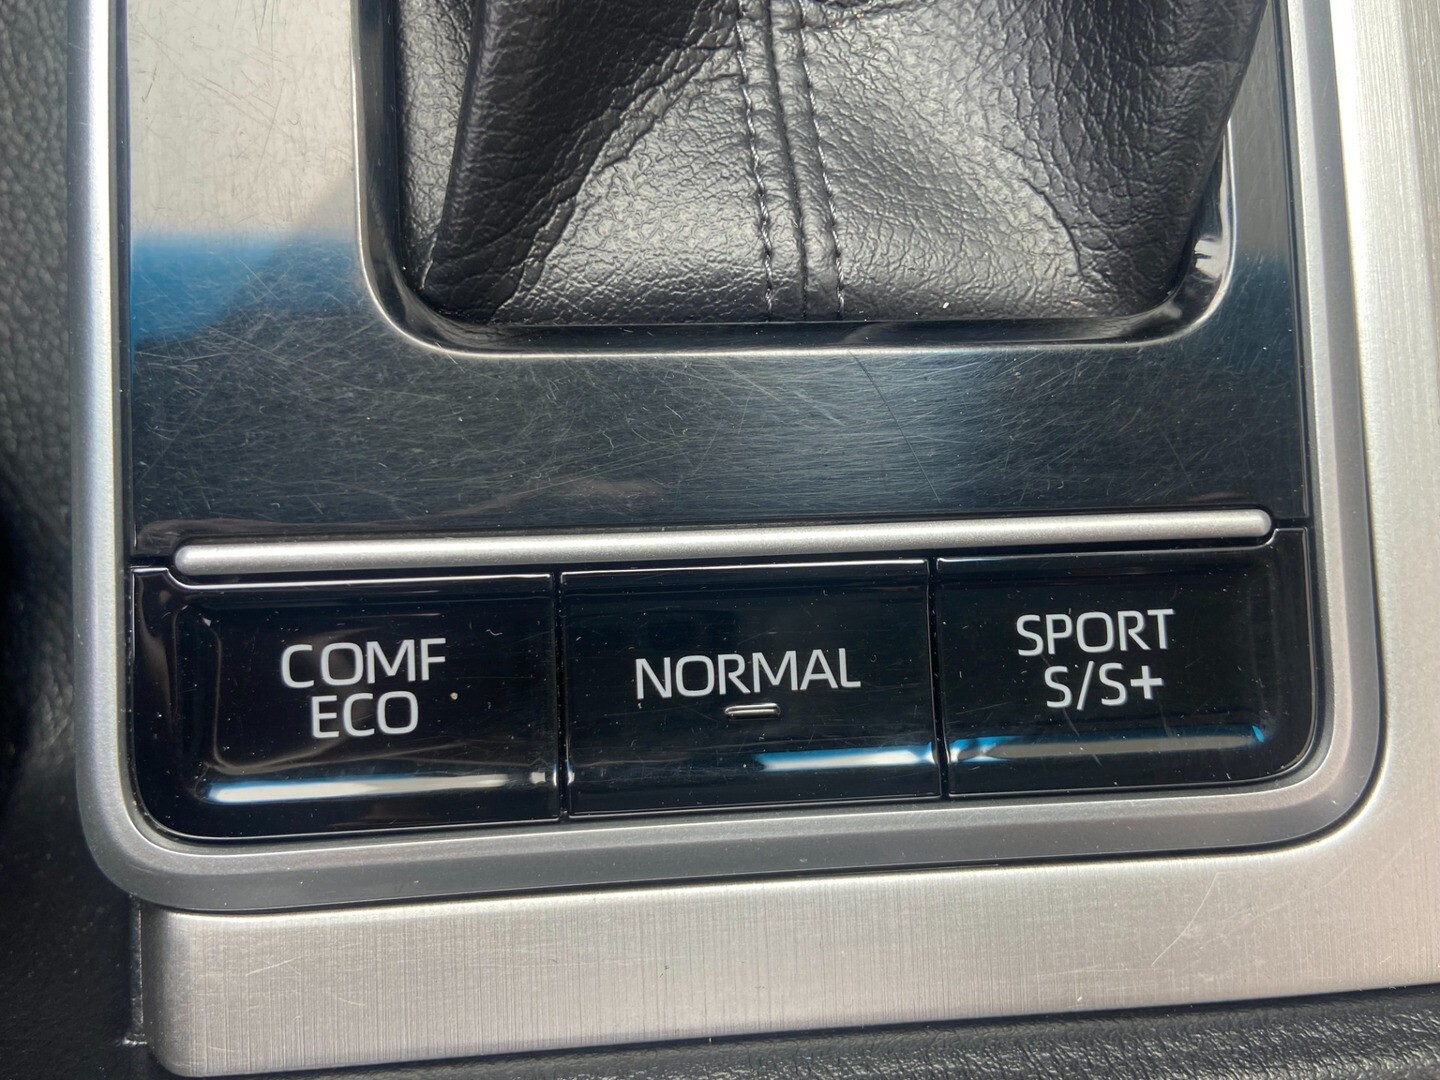 COMF
ECO
NORMAL
SPORT
S/S+